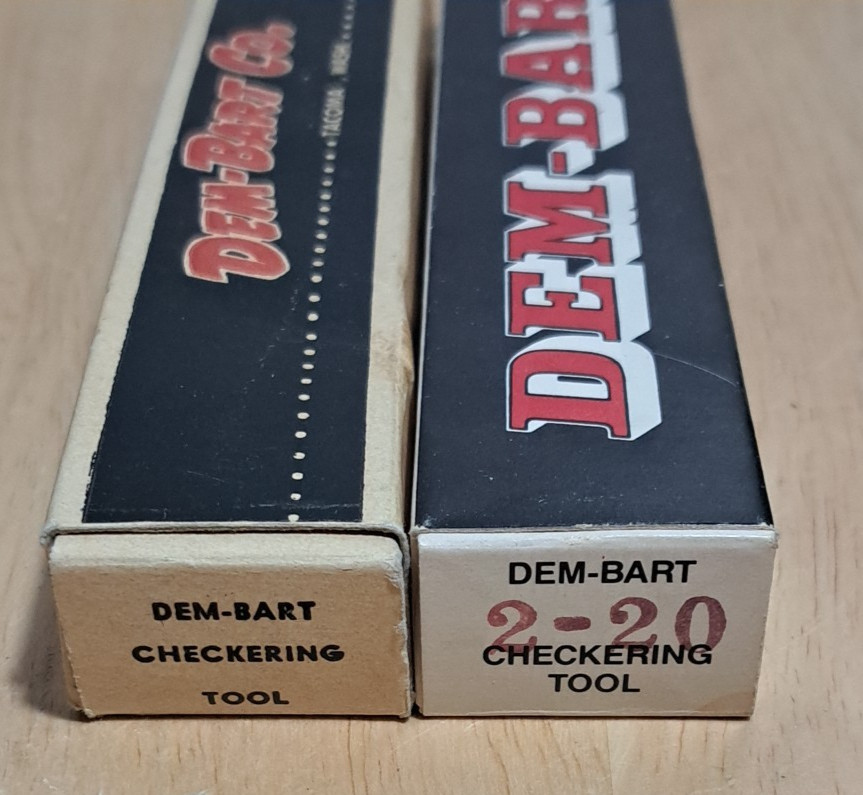 DEM-BART CO.
TACOMA, WASH.
DEM-BAR
DEM-BART
CHECKERING
TOOL
DEM-BART
2-20
CHECKERING
TOOL